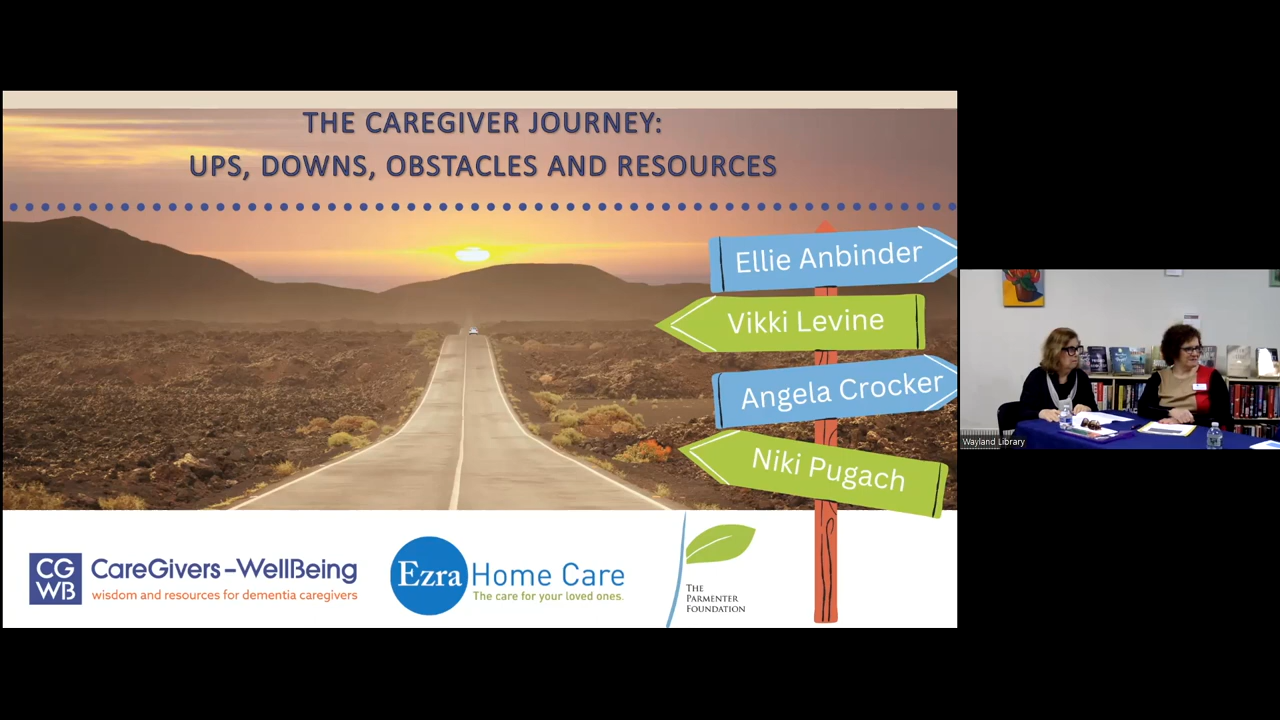 THE CAREGIVER JOURNEY:
UPS, DOWNS, OBSTACLES AND RESOURCES
Ellie Anbinder
Vikki Levine
Angela Crocker
Niki Pugach
CG
WB
CareGivers-WellBeing
wisdom and resources for dementia caregivers
Ezra Home Care
The care for your loved ones.
THE
PARMENTER
FOUNDATION
Wayland Library